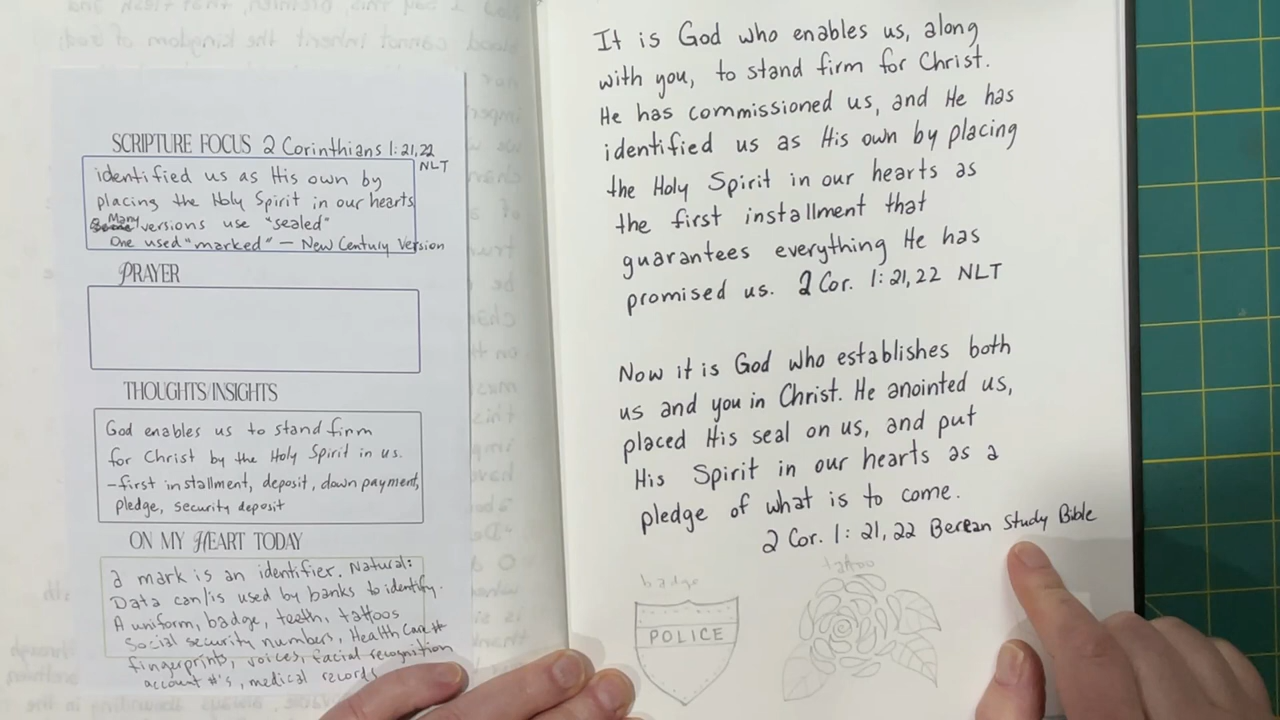 SCRIPTURE FOCUS 2 Corinthians 1:21,22
NLT
identified us as His own by
placing the Holy Spirit in our hearts
Many versions use "sealed"
One used "marked" – New Century Version
PRAYER
THOUGHTS/INSIGHTS
God enables us to stand firm
for Christ by the Holy Spirit in us.
-first installment, deposit, down payment,
pledge, security deposit
ON MY HEART TODAY
a mark is an identifier. Natural:
Data can/is used by banks to identify.
A uniform, badge, teeth, tattoos
Social security numbers, Health Care #
fingerprints, voices, facial recognition
account #'s, medical records
It is God who enables us, along
with you, to stand firm for Christ.
He has commissioned us, and He has
identified us as His own by placing
the Holy Spirit in our hearts as
the first installment that
guarantees everything He has
promised us. 2 Cor. 1:21,22 NLT
Now it is God who establishes both
us and you in Christ. He anointed us,
placed His seal on us, and put
His Spirit in our hearts as a
pledge of what is to come.
2 Cor. 1:21,22 Berean Study Bible
badge
tattoo
POLICE